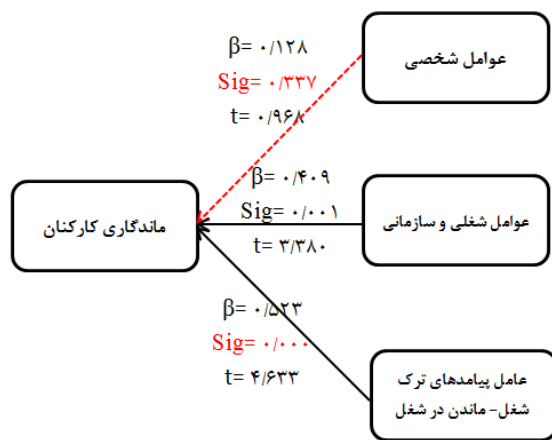 عوامل شخصی
β= ۰/۱۲۸
Sig= ۰/۳۳۷
t= ۰/۹۶۸
عوامل شغلی و سازمانی
β= ۰/۴۰۹
Sig= ۰/۰۰۱
t= ۳/۳۸۰
ماندگاری کارکنان
β= ۰/۵۲۳
Sig= ۰/۰۰۰
t= ۴/۶۳۳
عامل پیامدهای ترک
شغل- ماندن در شغل